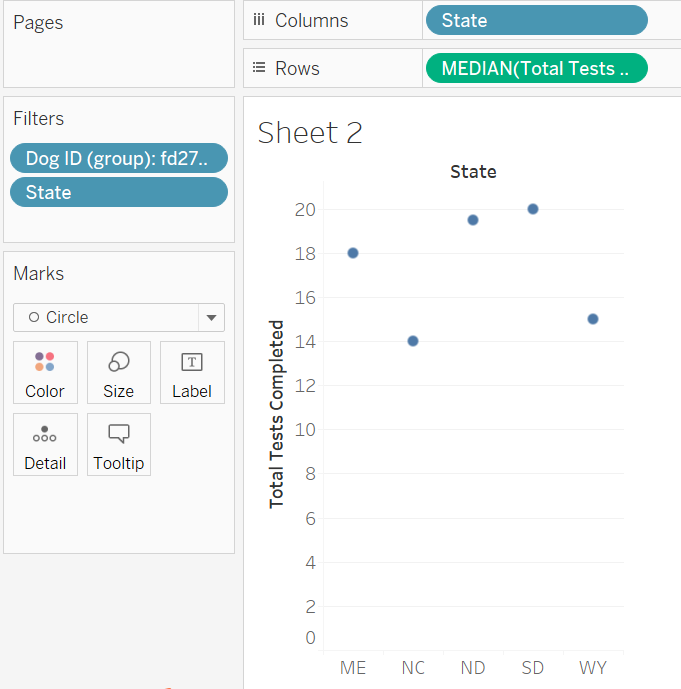 Pages
Columns
State
Rows
MEDIAN(Total Tests ..
Filters
Dog ID (group): fd27..
State
Marks
Circle
Color
Size
T
Label
Detail
Tooltip
Sheet 2
State
Total Tests Completed
20
18
16
14
12
10
8
6
4
2
0
ME NC ND SD WY